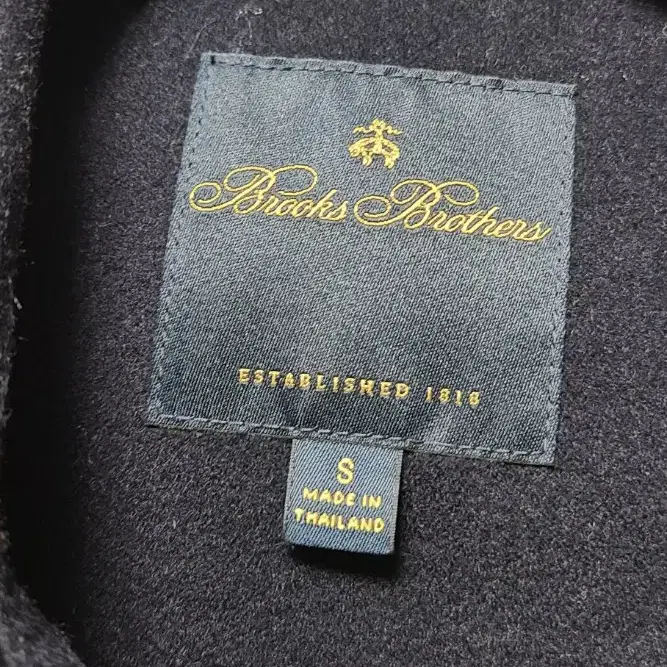 Brooks Brothers
ESTABLISHED 1818
S
MADE IN
THAILAND